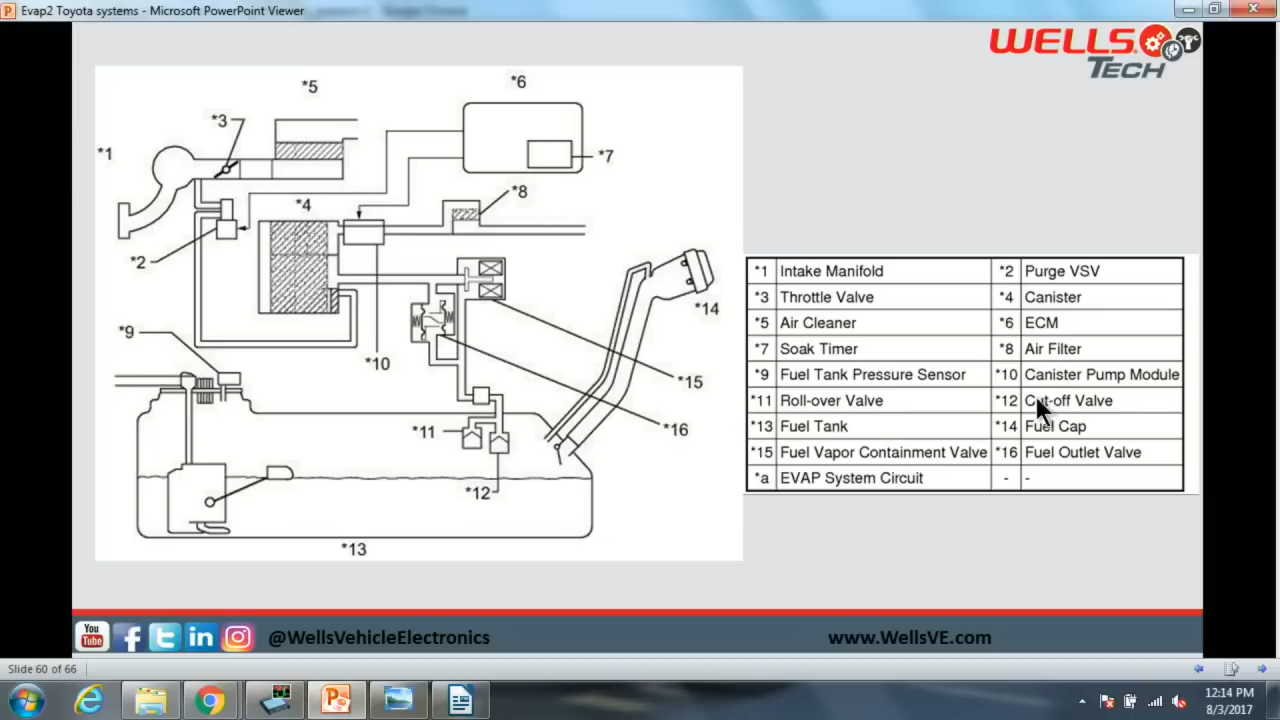 Evap2 Toyota systems - Microsoft PowerPoint Viewer
WELLS
TECH
*5
*6
*3
*1
*7
*8
*4
*2
*14
*9
*10
*15
*16
*11
*12
*13
*1 Intake Manifold *2 Purge VSV
*3 Throttle Valve *4 Canister
*5 Air Cleaner *6 ECM
*7 Soak Timer *8 Air Filter
*9 Fuel Tank Pressure Sensor *10 Canister Pump Module
*11 Roll-over Valve *12 Cut-off Valve
*13 Fuel Tank *14 Fuel Cap
*15 Fuel Vapor Containment Valve *16 Fuel Outlet Valve
*a EVAP System Circuit - -
You Tube f in @WellsVehicleElectronics www.WellsVE.com
Slide 60 of 66
12:14 PM
8/3/2017